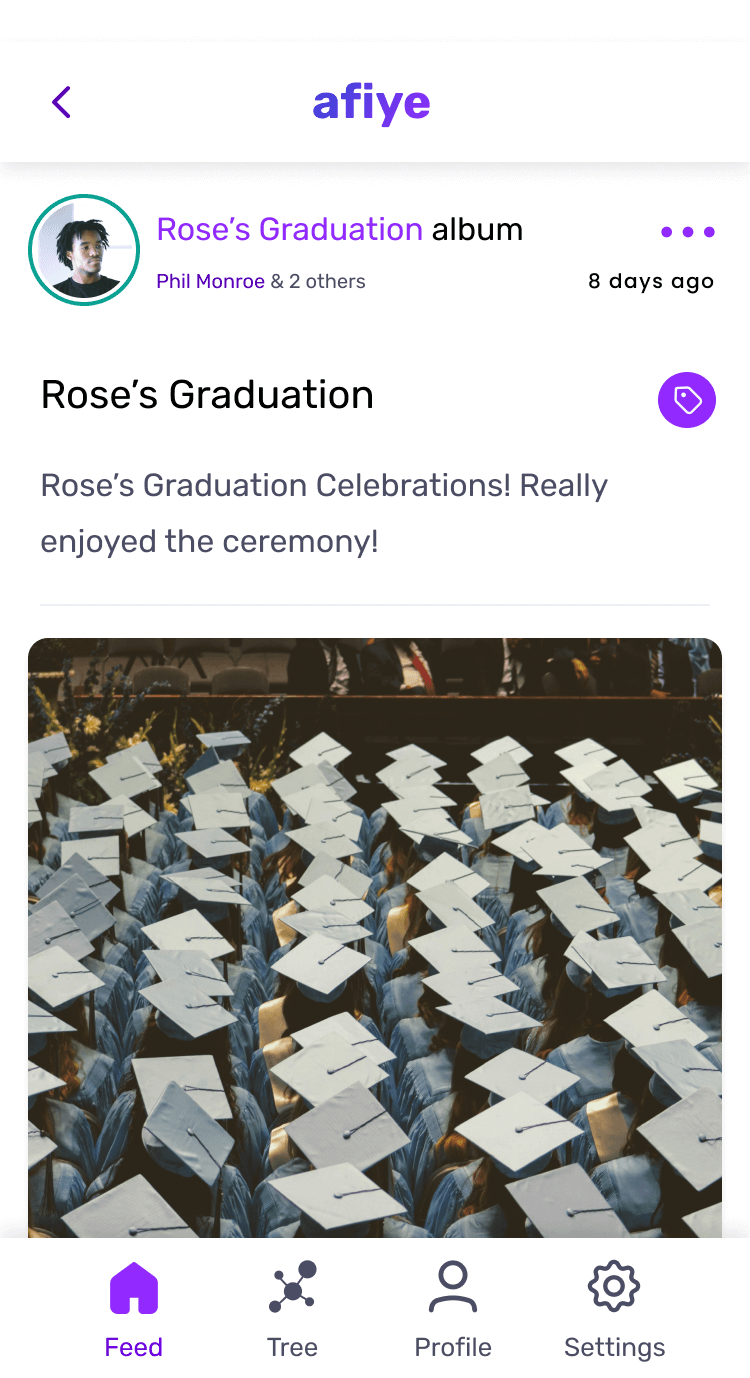 afiye
Rose’s Graduation album
Phil Monroe & 2 others
8 days ago
Rose’s Graduation
Rose’s Graduation Celebrations! Really
enjoyed the ceremony!
Feed
Tree
Profile
Settings